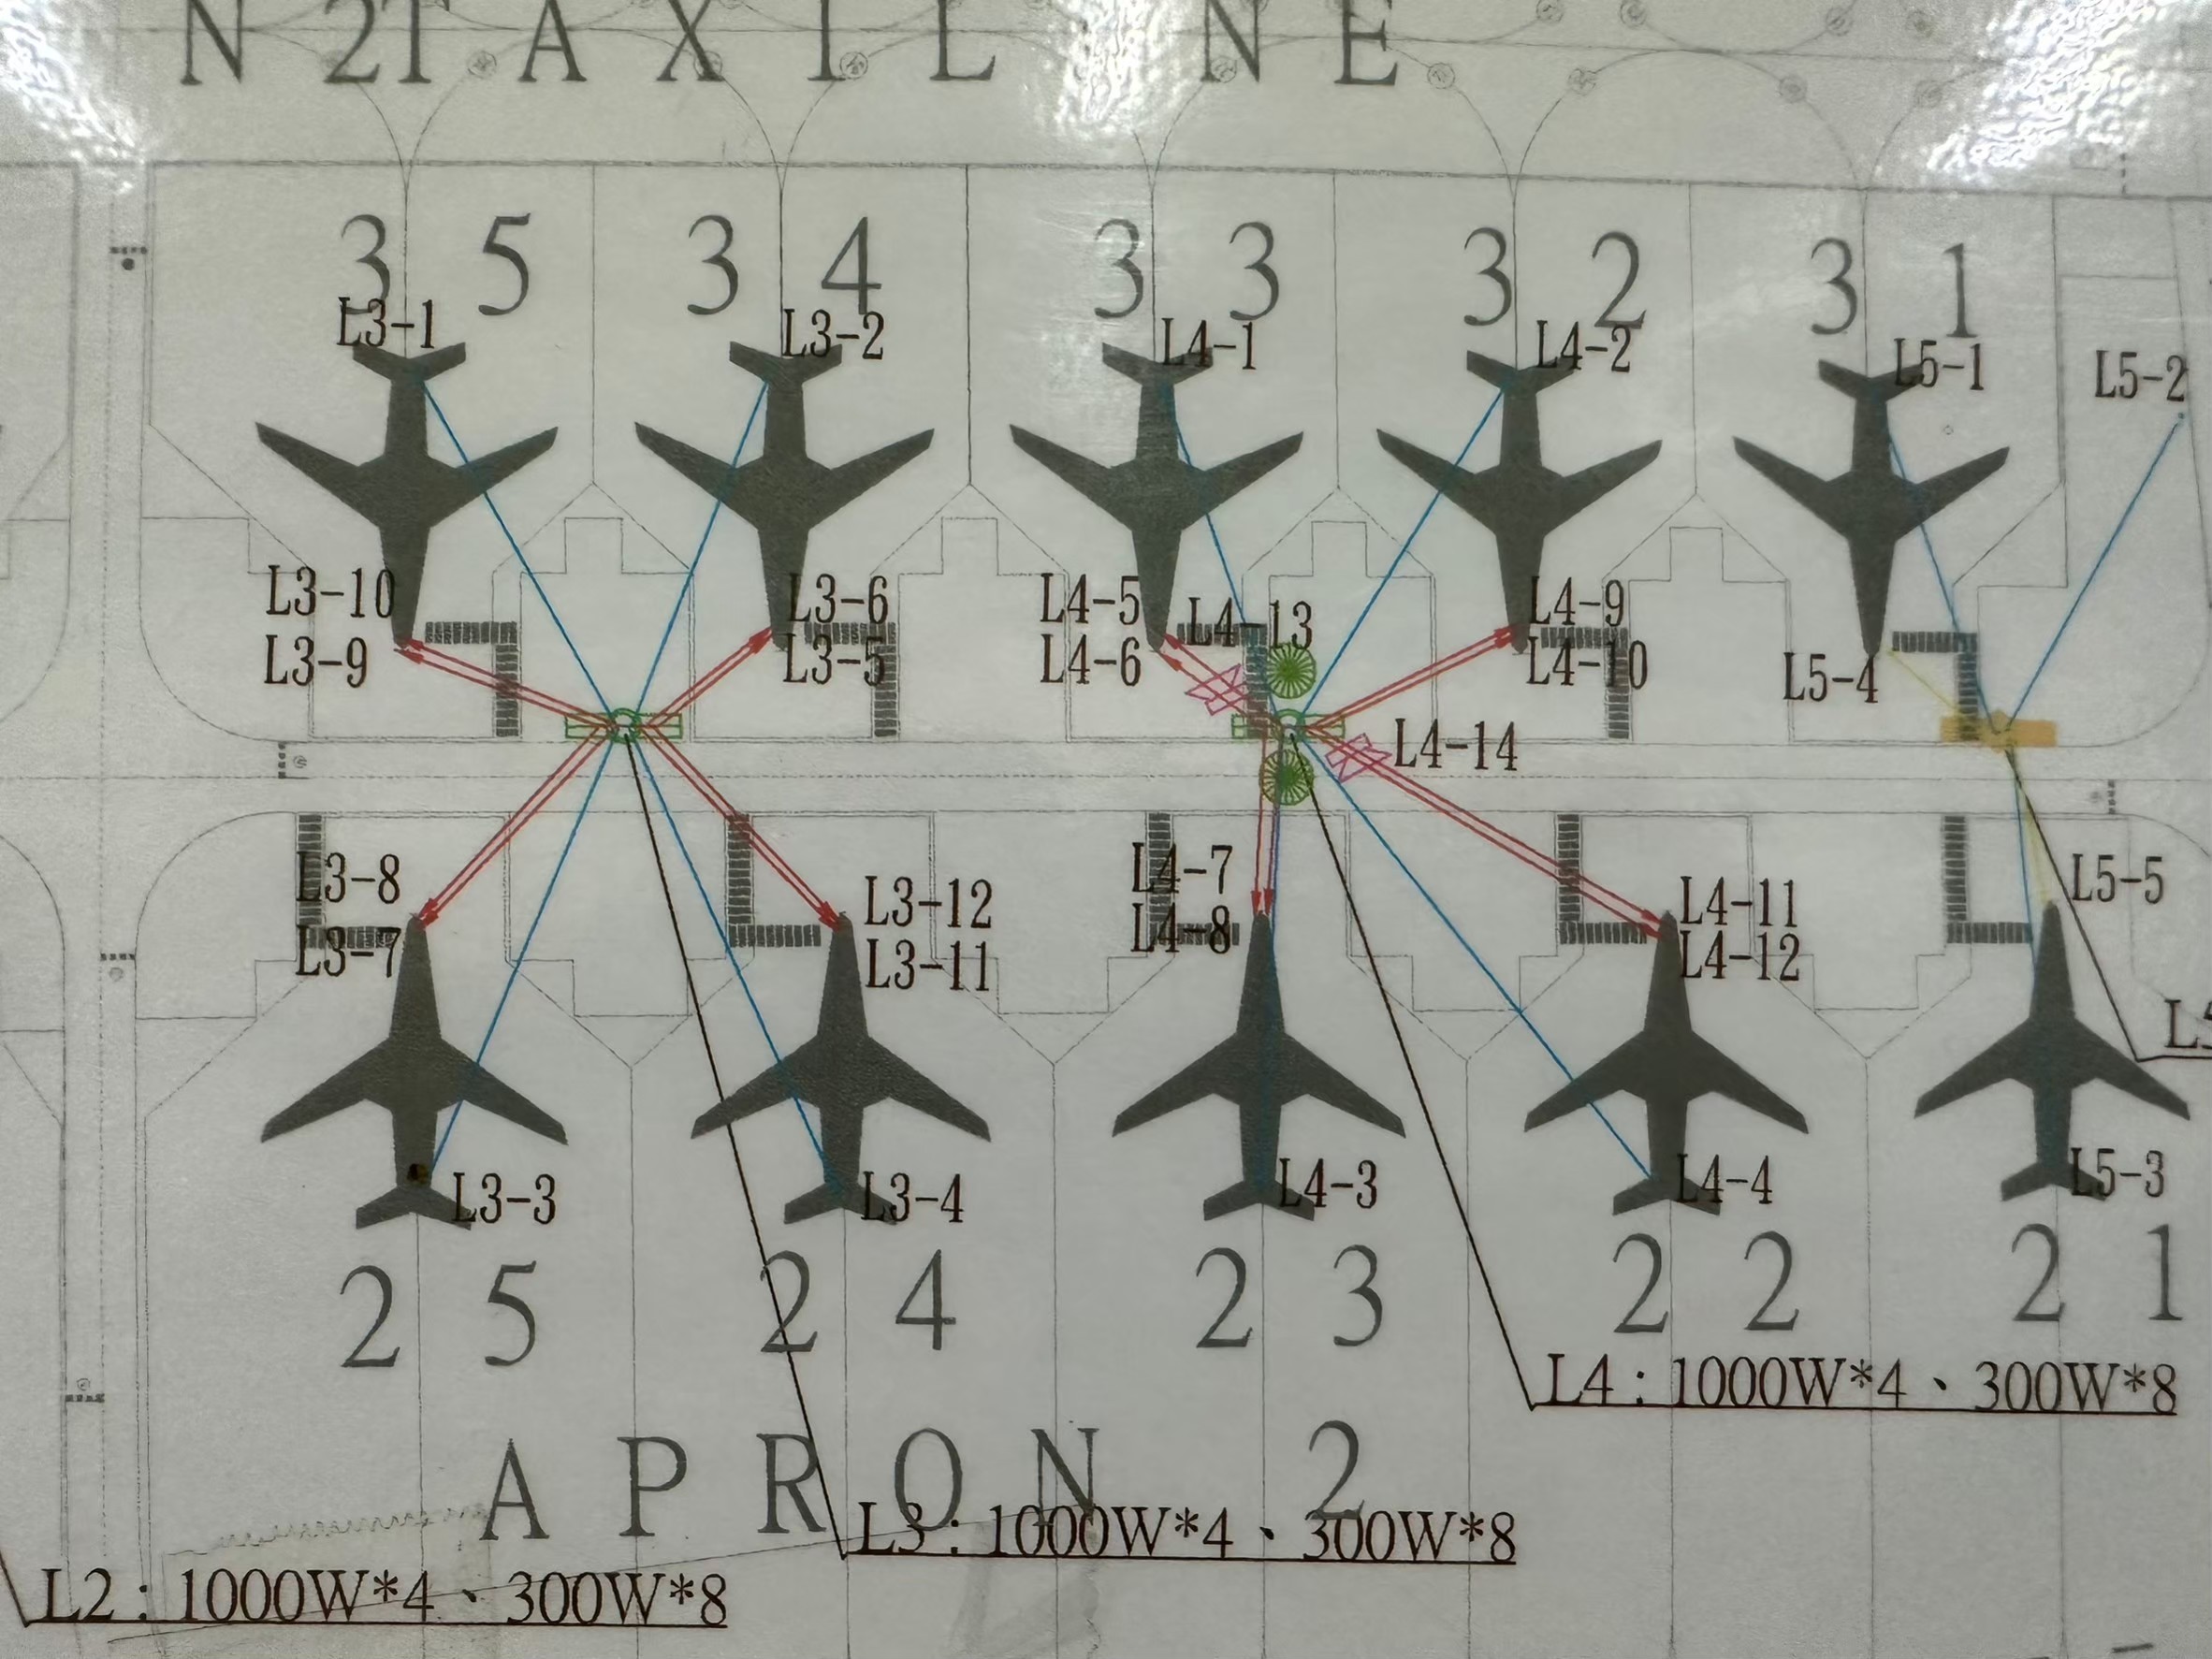 N 2 T A X I L N E
3 5 3 4 3 3 3 2 3 1
L3-1 L3-2 L4-1 L4-2 L5-1 L5-2
L3-10 L3-6 L4-5 L4-13 L4-9
L3-9 L3-5 L4-6 L4-10 L5-4
L4-14
L3-8 L3-12 L4-7 L4-11 L5-5
L3-7 L3-11 L4-8 L4-12
L3-3 L3-4 L4-3 L4-4 L5-3
2 5 2 4 2 3 2 2 2 1
L4：1000W*4、300W*8
A P R O N 2
L3：1000W*4、300W*8
L2：1000W*4、300W*8